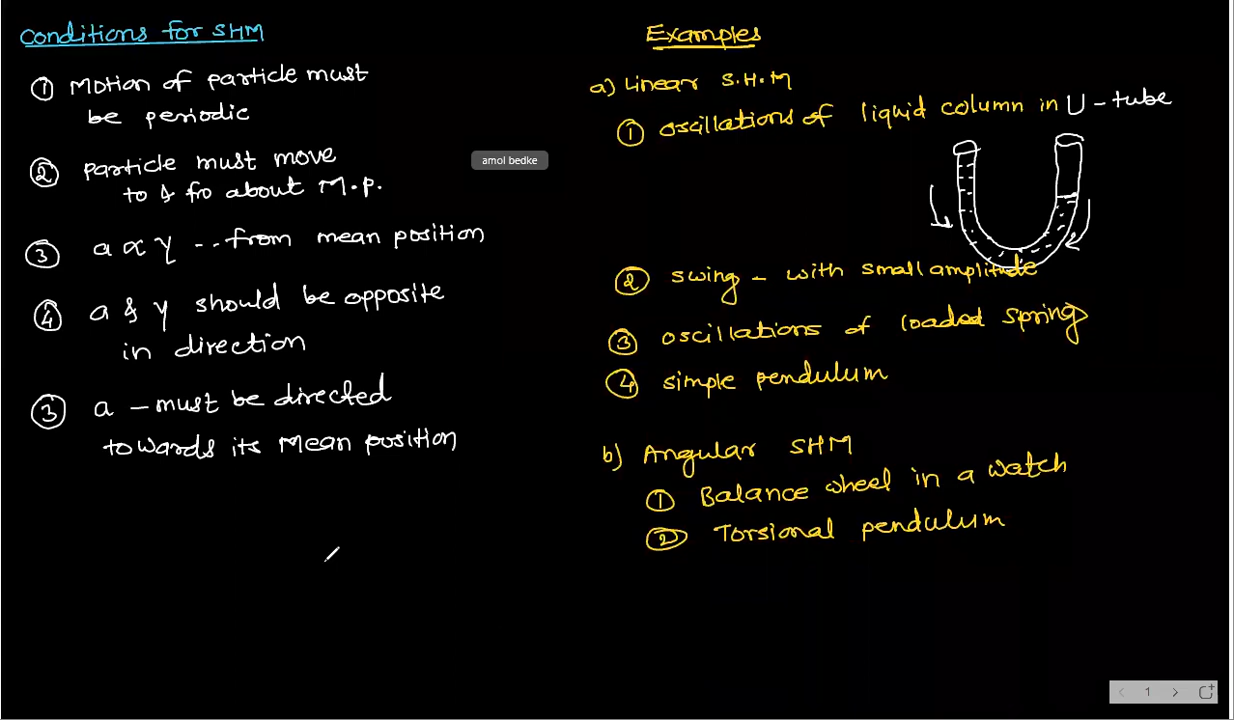 Conditions for SHM
① Motion of particle must
be periodic
② particle must move
to & fro about M.p.
③ a ∝ y ... from mean position
④ a & y should be opposite
in direction
③ a - must be directed
towards its Mean position
amol bedke
Examples
a) Linear S.H.M
① oscillations of liquid column in U-tube
② swing - with small amplitude
③ oscillations of loaded spring
④ simple pendulum
b) Angular SHM
① Balance wheel in a watch
② Torsional pendulum
1